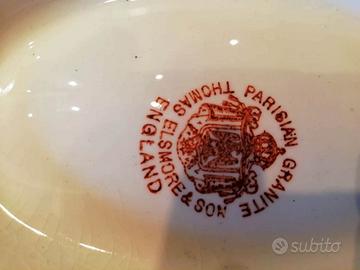 PARISIAN GRANITE
THOMAS ELSMORE & SON
ENGLAND
subito